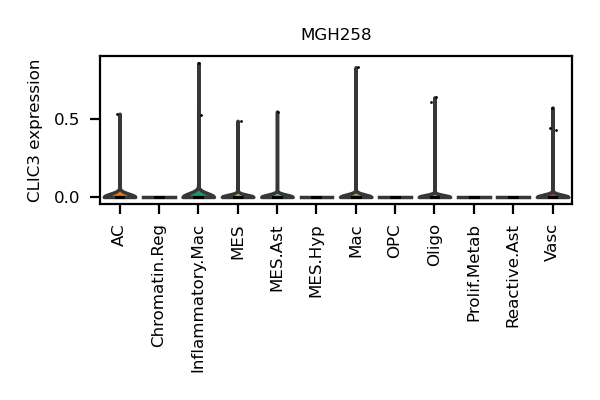 MGH258
CLIC3 expression
0.5
0.0
AC
Chromatin.Reg
Inflammatory.Mac
MES
MES.Ast
MES.Hyp
Mac
OPC
Oligo
Prolif.Metab
Reactive.Ast
Vasc